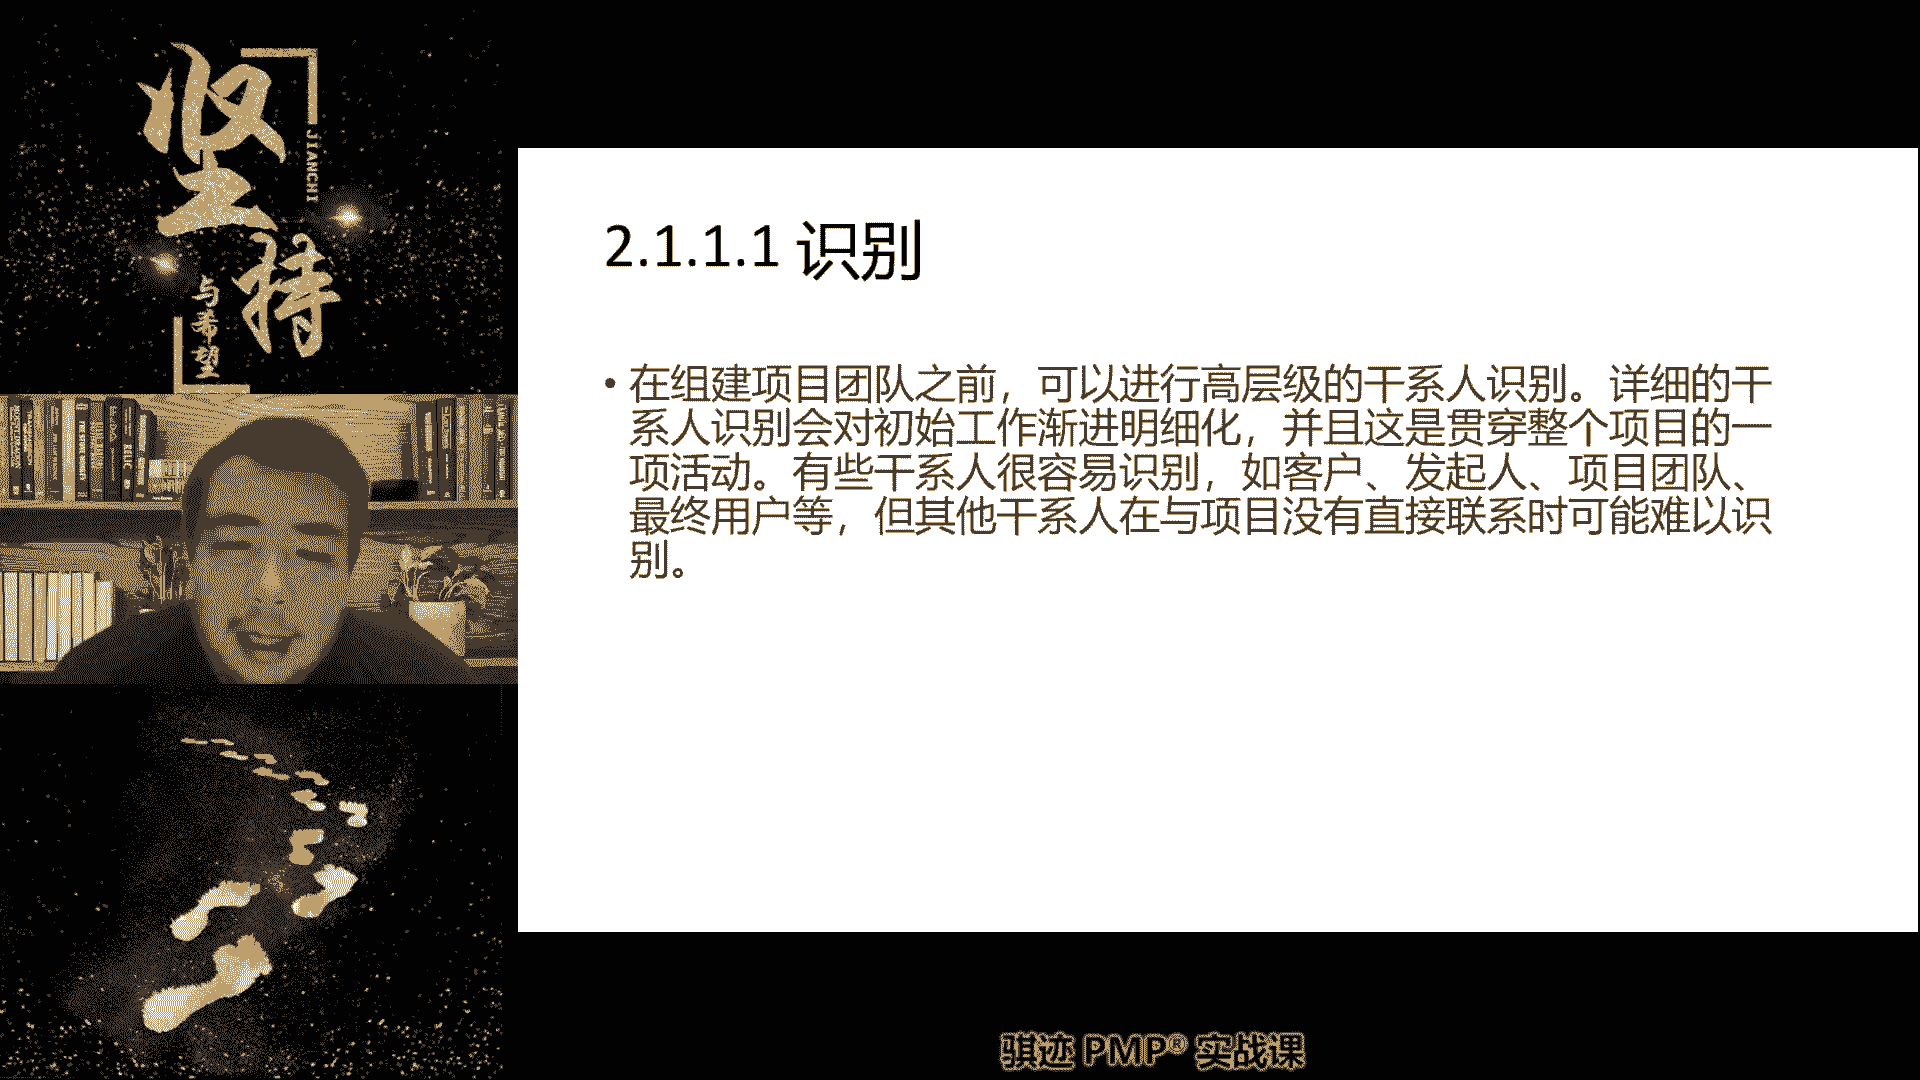 坚持
JIANCHI
与希望
2.1.1.1 识别
• 在组建项目团队之前，可以进行高层级的干系人识别。详细的干
系人识别会对初始工作渐进明细化，并且这是贯穿整个项目的一
项活动。有些干系人很容易识别，如客户、发起人、项目团队、
最终用户等，但其他干系人在与项目没有直接联系时可能难以识
别。
骐迹 PMP® 实战课